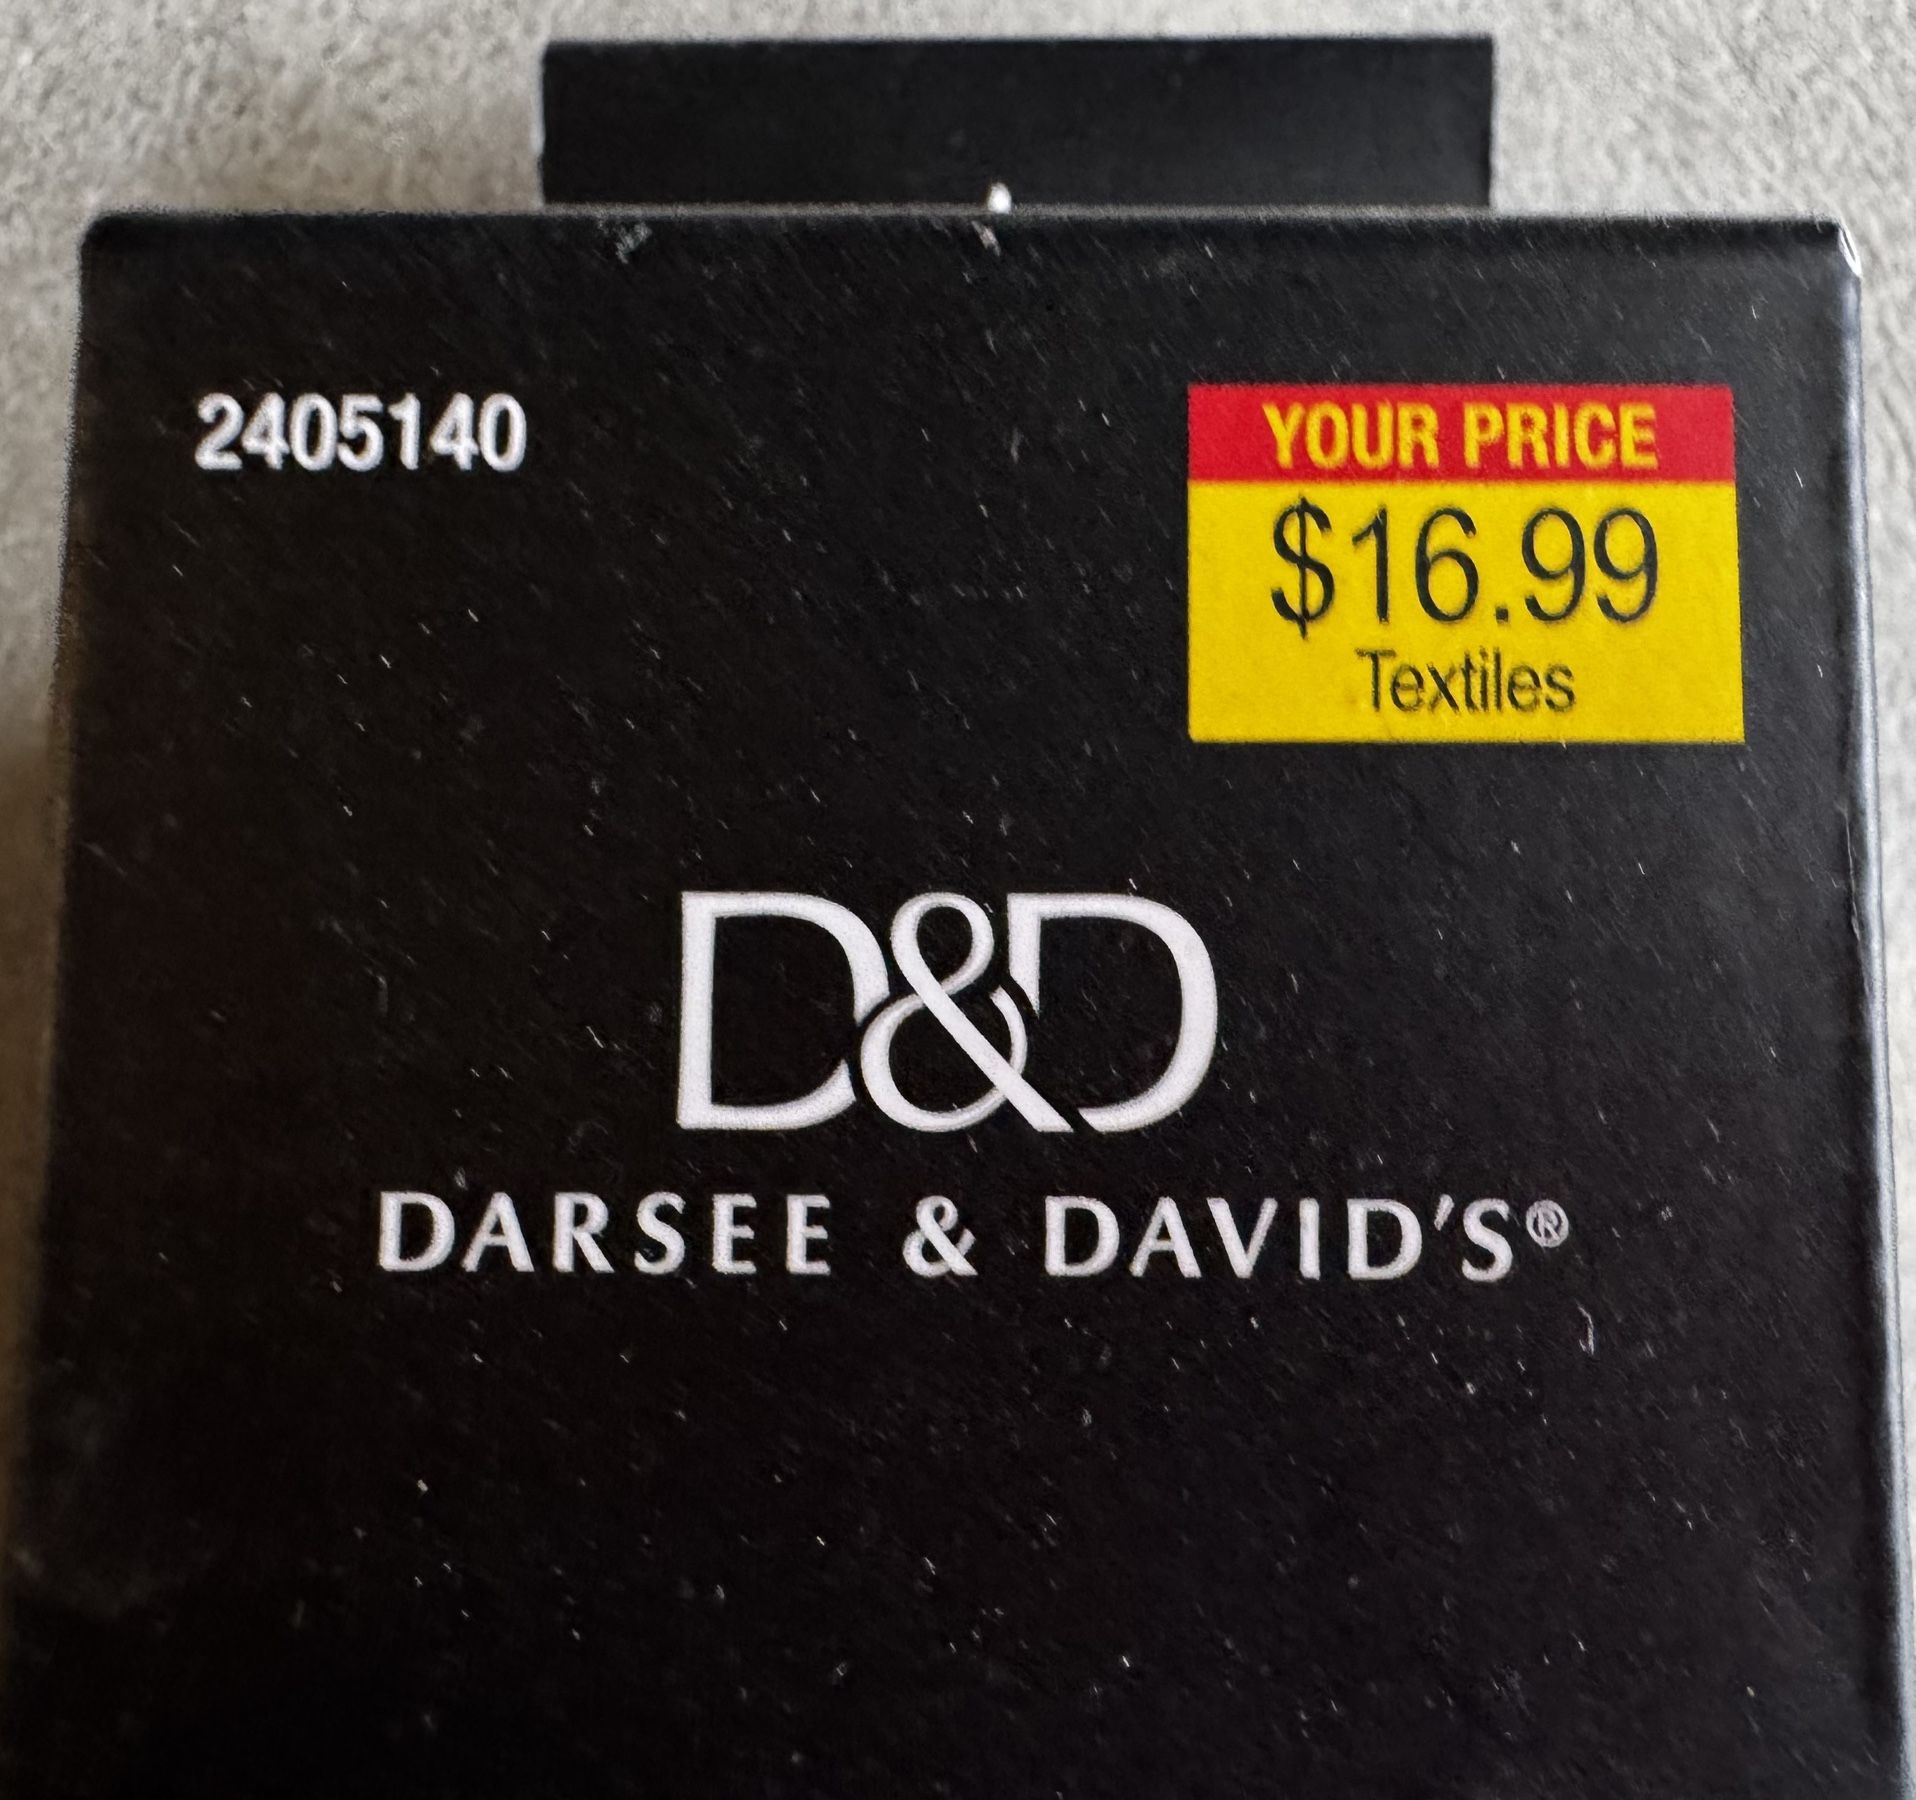 2405140
YOUR PRICE
$16.99
Textiles
D&D
DARSEE & DAVID'S®